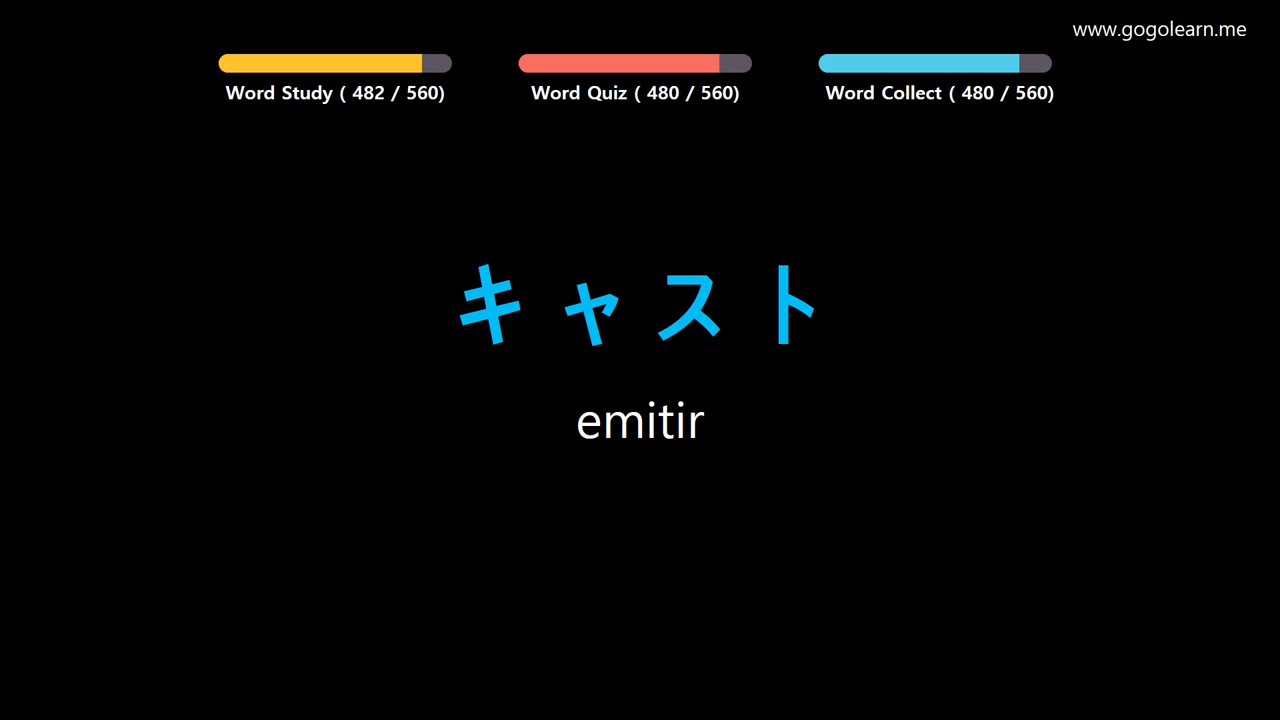 www.gogolearn.me
Word Study ( 482 / 560)
Word Quiz ( 480 / 560)
Word Collect ( 480 / 560)
キャスト
emitir